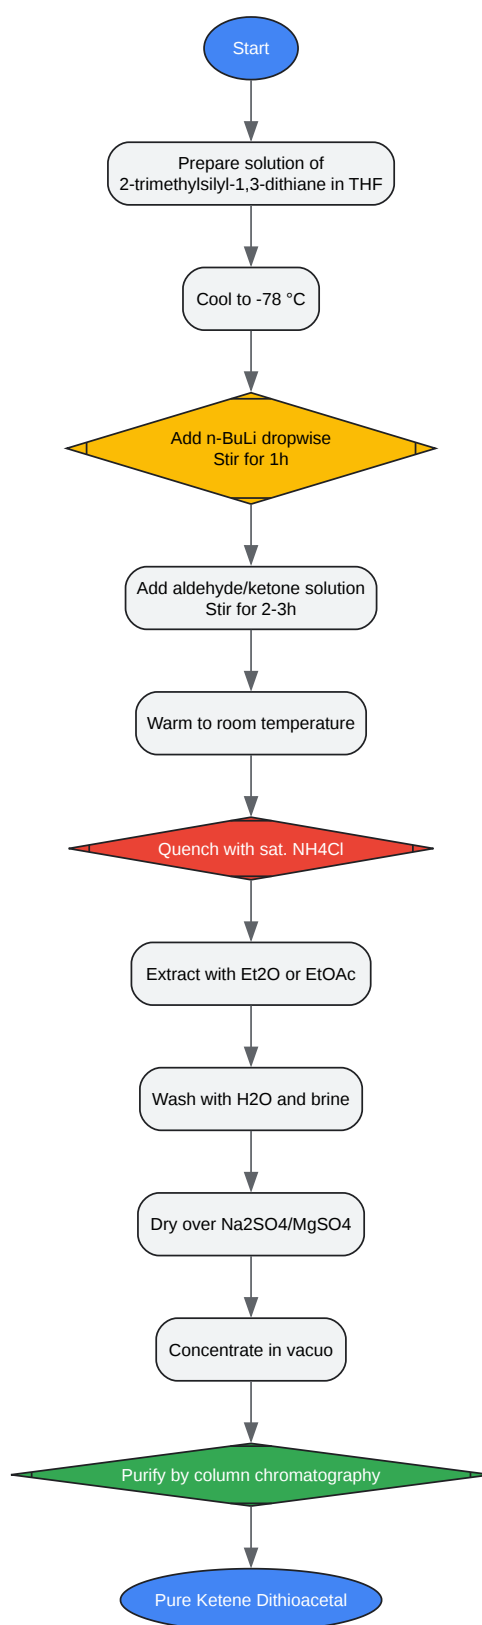 Start
Prepare solution of
2-trimethylsilyl-1,3-dithiane in THF
Cool to -78 °C
Add n-BuLi dropwise
Stir for 1h
Add aldehyde/ketone solution
Stir for 2-3h
Warm to room temperature
Quench with sat. NH4Cl
Extract with Et2O or EtOAc
Wash with H2O and brine
Dry over Na2SO4/MgSO4
Concentrate in vacuo
Purify by column chromatography
Pure Ketene Dithioacetal